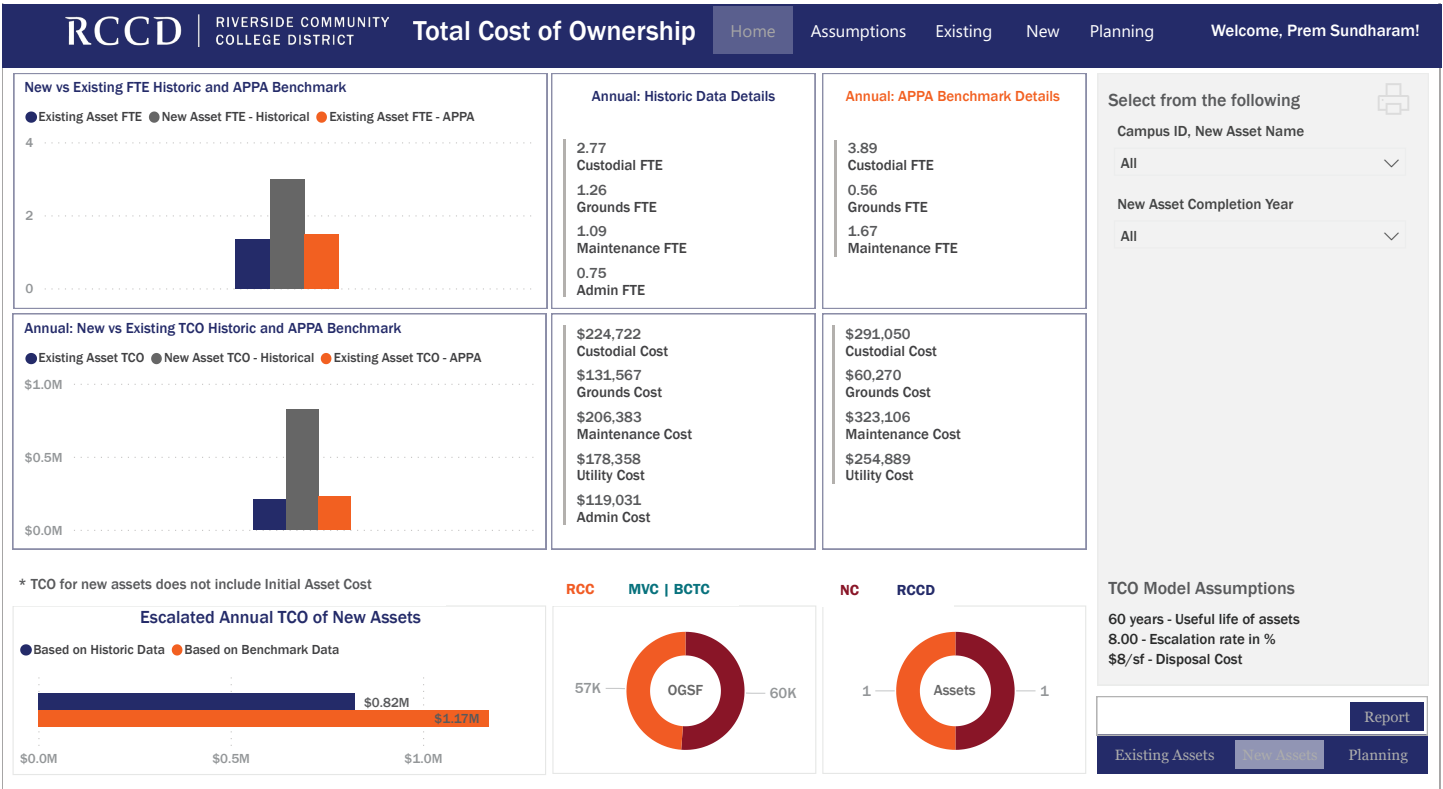 RCCD
RIVERSIDE COMMUNITY
COLLEGE DISTRICT
Total Cost of Ownership
Home
Assumptions
Existing
New
Planning
Welcome, Prem Sundharam!
New vs Existing FTE Historic and APPA Benchmark
Existing Asset FTE New Asset FTE - Historical Existing Asset FTE - APPA
4
2
0
Annual: Historic Data Details
2.77
Custodial FTE
1.26
Grounds FTE
1.09
Maintenance FTE
0.75
Admin FTE
Annual: APPA Benchmark Details
3.89
Custodial FTE
0.56
Grounds FTE
1.67
Maintenance FTE
Select from the following
Campus ID, New Asset Name
All
New Asset Completion Year
All
Annual: New vs Existing TCO Historic and APPA Benchmark
Existing Asset TCO New Asset TCO - Historical Existing Asset TCO - APPA
$1.0M
$0.5M
$0.0M
$224,722
Custodial Cost
$131,567
Grounds Cost
$206,383
Maintenance Cost
$178,358
Utility Cost
$119,031
Admin Cost
$291,050
Custodial Cost
$60,270
Grounds Cost
$323,106
Maintenance Cost
$254,889
Utility Cost
* TCO for new assets does not include Initial Asset Cost
Escalated Annual TCO of New Assets
Based on Historic Data Based on Benchmark Data
$0.82M
$1.17M
$0.0M $0.5M $1.0M
RCC MVC | BCTC
57K
OGSF
60K
NC RCCD
1
Assets
1
TCO Model Assumptions
60 years - Useful life of assets
8.00 - Escalation rate in %
$8/sf - Disposal Cost
Report
Existing Assets New Assets Planning